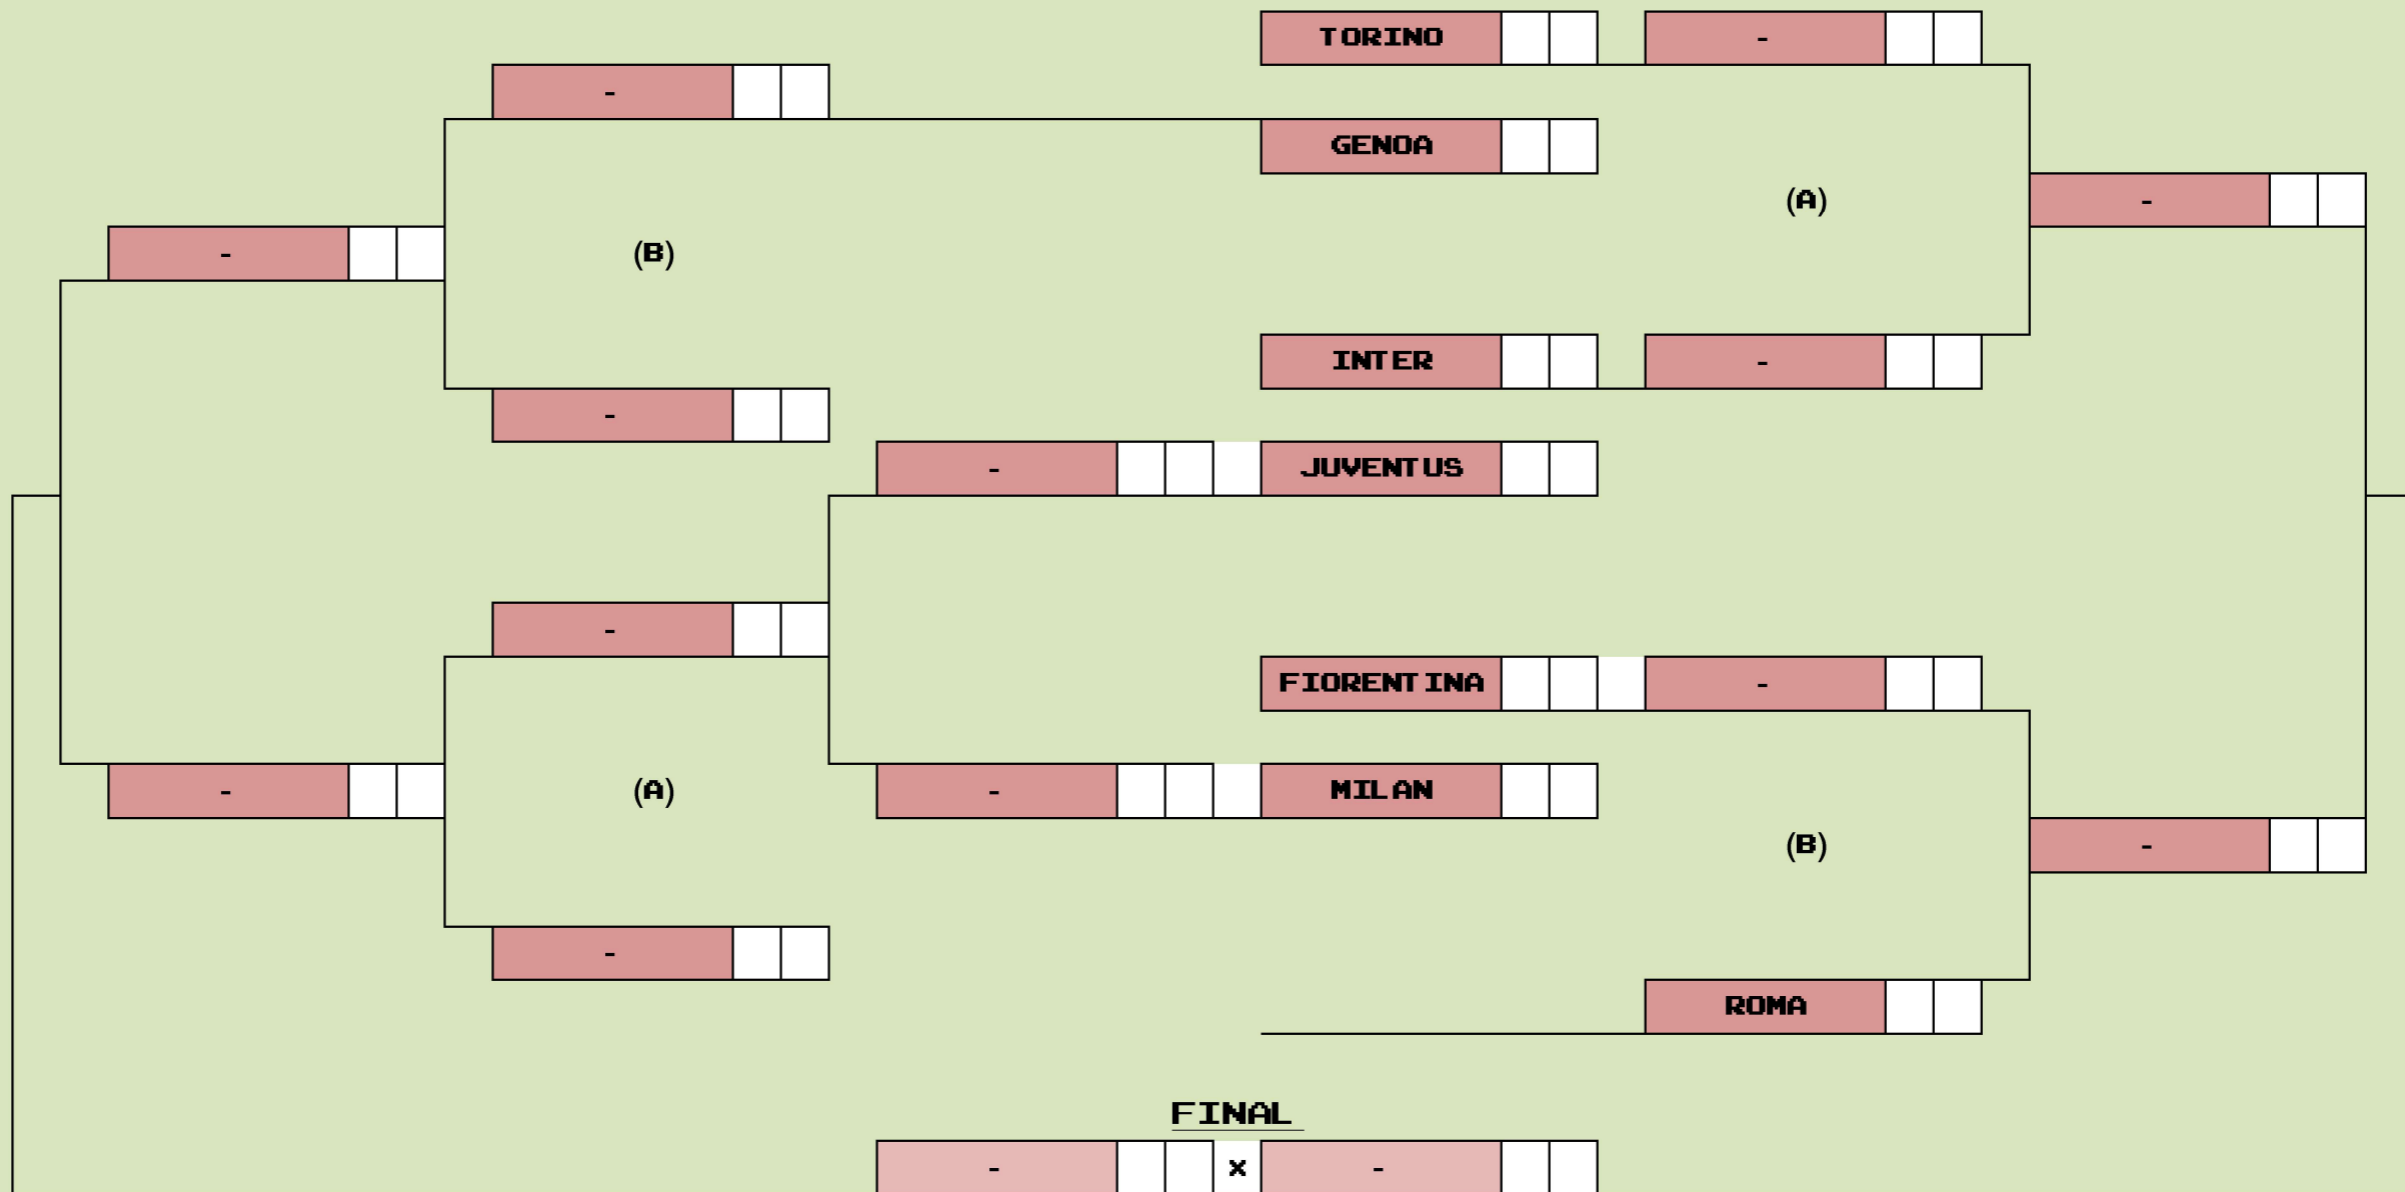 TORINO -
-
GENOA
(A)
-
- (B)
INTER -
-
- JUVENTUS
-
FIORENTINA -
- (A) - MILAN
(B)
-
-
ROMA
FINAL
- x -